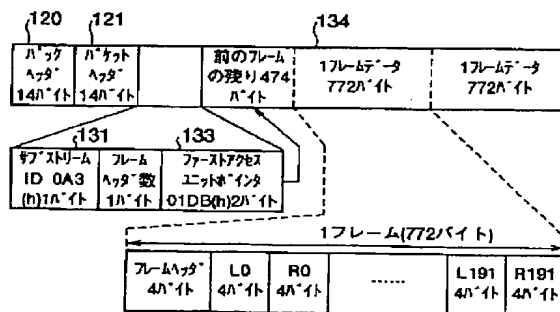 120
121
134
パック
ヘッダ
14バイト
パケット
ヘッダ
14バイト
前のフレーム
の残り474
バイト
1フレームデータ
772バイト
1フレームデータ
772バイト
131
133
サブストリーム
ID 0A3
(h)1バイト
フレーム
ヘッダ数
1バイト
ファーストアクセス
ユニットポインタ
01DB(h)2バイト
1フレーム(772バイト)
フレームヘッダ
4バイト
L0
4バイト
R0
4バイト
……
L191
4バイト
R191
4バイト